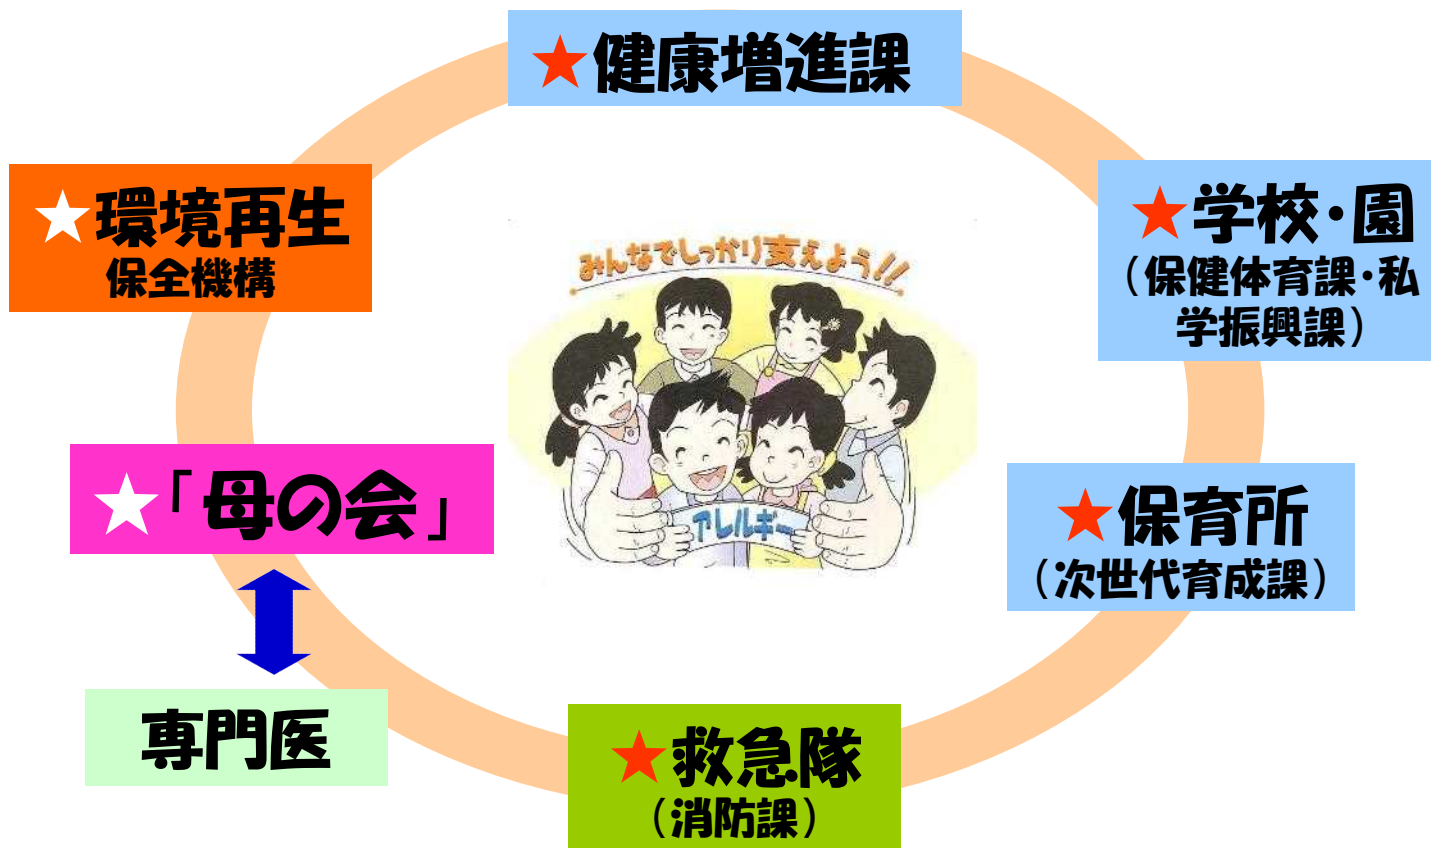 ★健康増進課
★環境再生
保全機構
★学校・園
（保健体育課・私
学振興課）
みんなでしっかり支えよう!!
アレルギー
★「母の会」
★保育所
（次世代育成課）
専門医
★救急隊
（消防課）